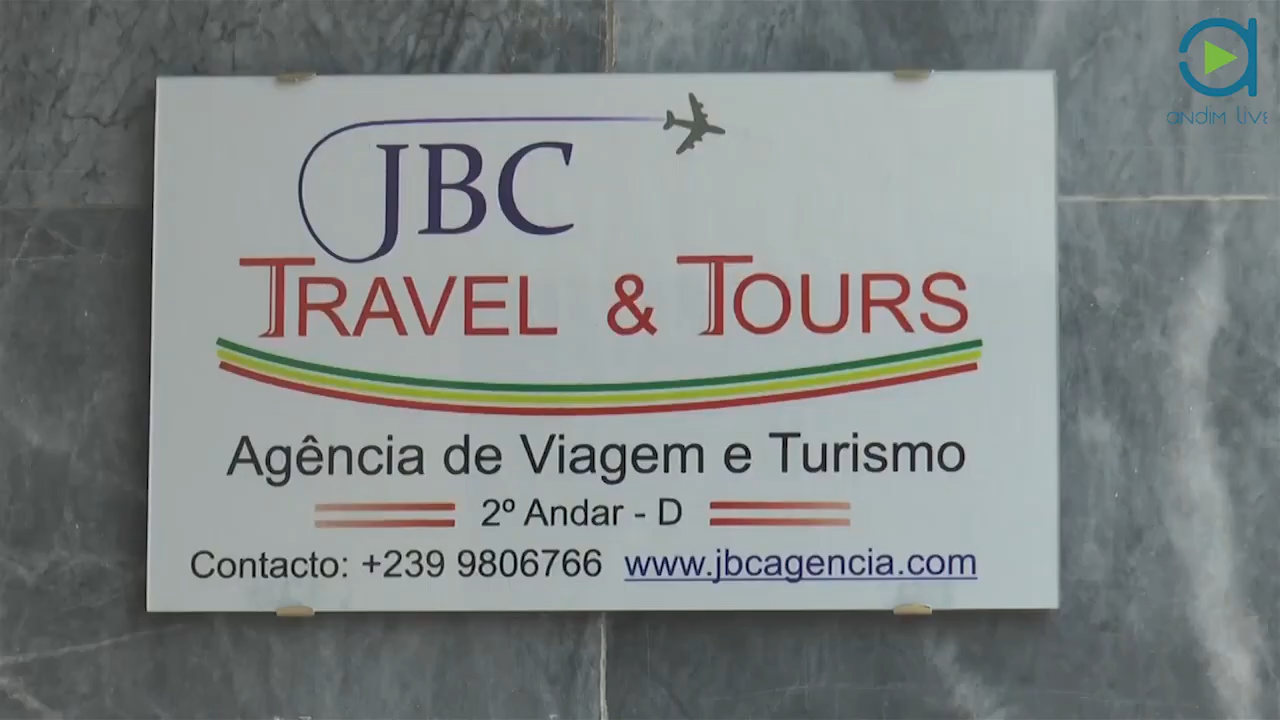 JBC
TRAVEL & TOURS
Agência de Viagem e Turismo
2º Andar - D
Contacto: +239 9806766 www.jbcagencia.com
andim live